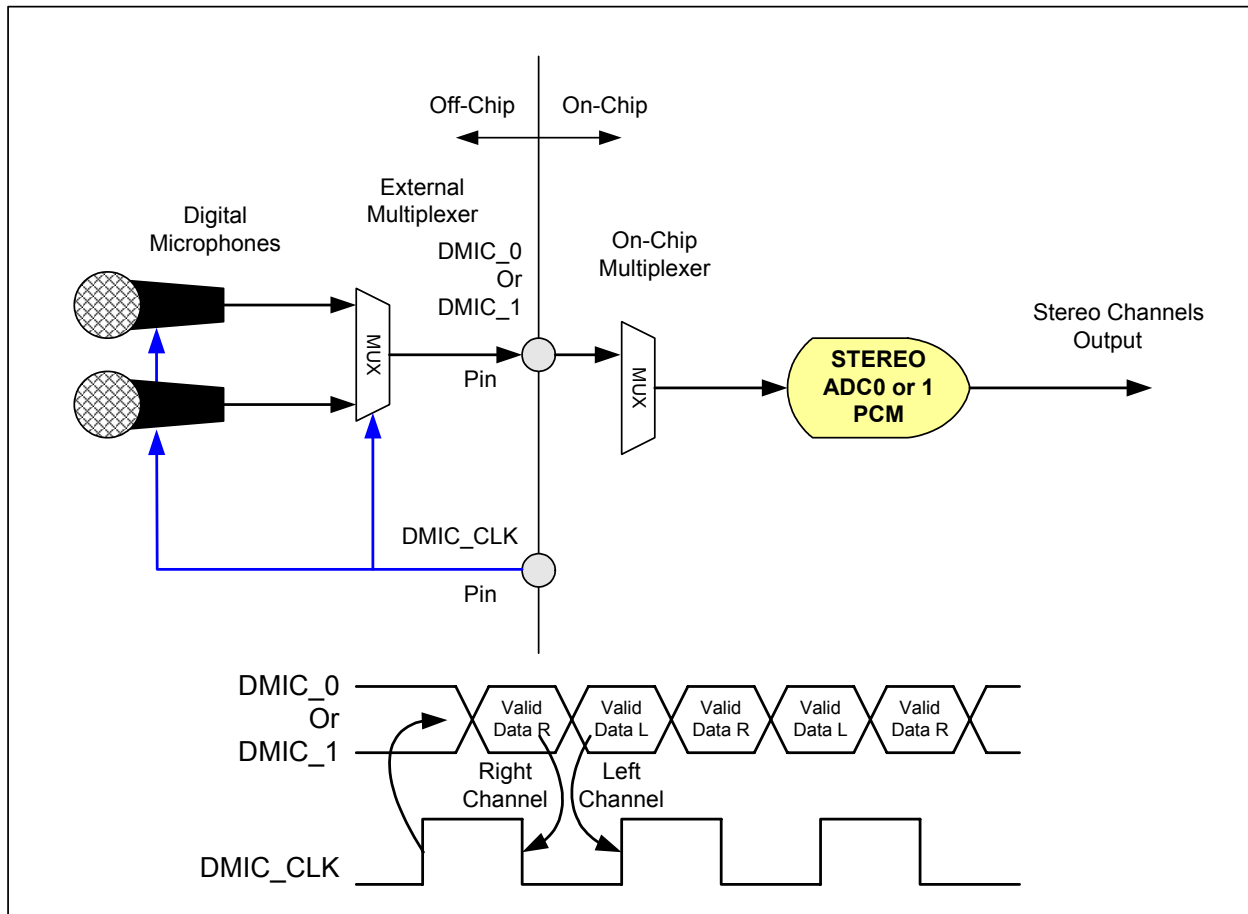 Off-Chip
On-Chip
External
Multiplexer
Digital
Microphones
DMIC_0
Or
DMIC_1
On-Chip
Multiplexer
Stereo Channels
Output
MUX
MUX
Pin
STEREO
ADC0 or 1
PCM
DMIC_CLK
Pin
DMIC_0
Or
DMIC_1
Valid
Data R
Valid
Data L
Valid
Data R
Valid
Data L
Valid
Data R
Right
Channel
Left
Channel
DMIC_CLK